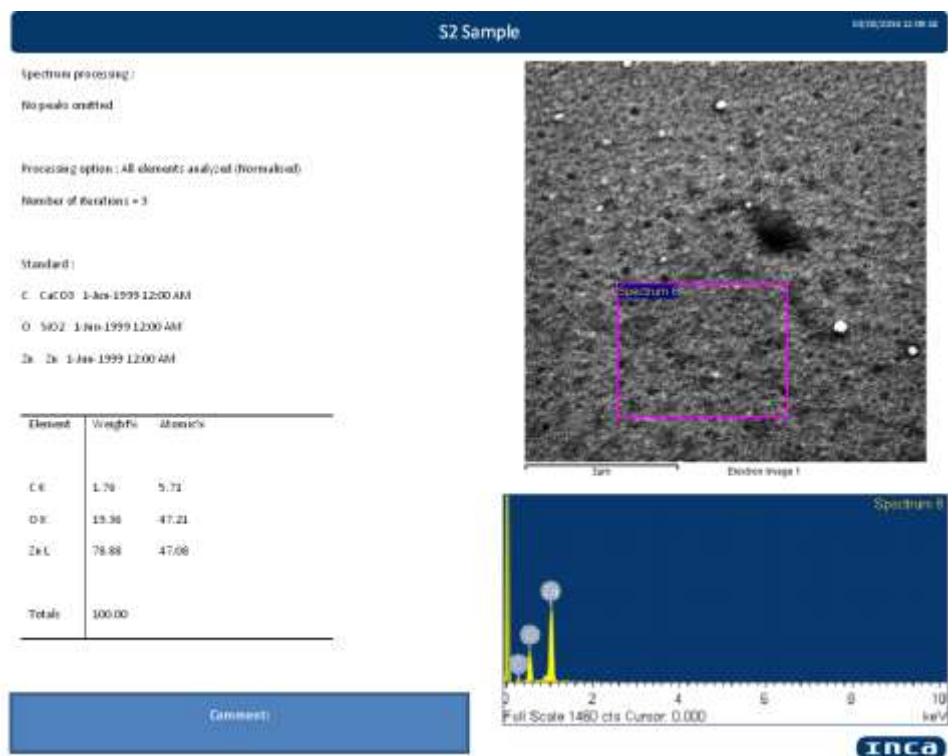 S2 Sample
Spectrum processing :
No peaks omitted
Processing option : All elements analyzed (Normalised)
Number of iterations = 3
Standard :
C CaCO3 1-Jun-1999 12:00 AM
O SiO2 1-Jun-1999 12:00 AM
Zn Zn 1-Jun-1999 12:00 AM
Element Weight% Atomic%
C K 1.76 5.71
O K 19.36 47.21
Zn L 78.88 47.08
Totals 100.00
Comment:
Spectrum 8
Electron Image 1
Spectrum 8
0 2 4 6 8 10
Full Scale 1460 cts Cursor: 0.000 keV
INCA